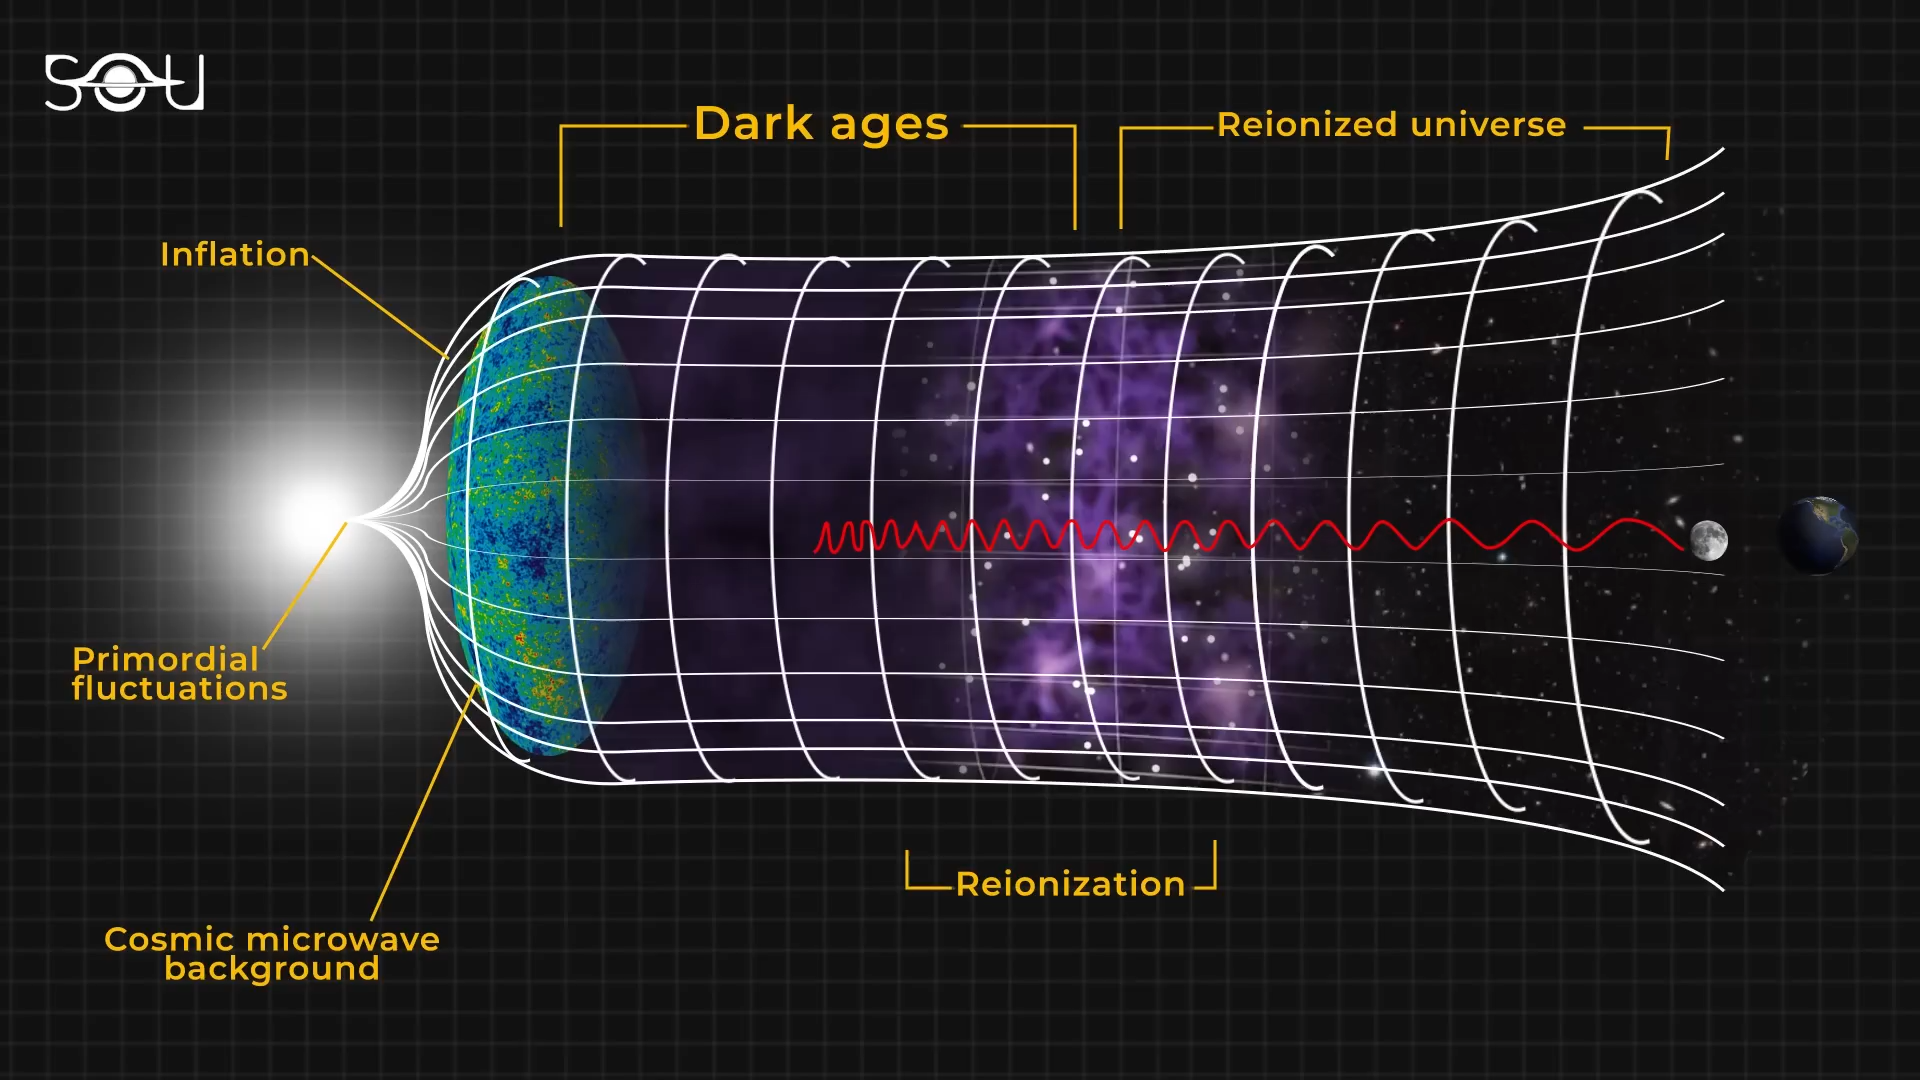 SOU
Dark ages
Reionized universe
Inflation
Primordial
fluctuations
Reionization
Cosmic microwave
background